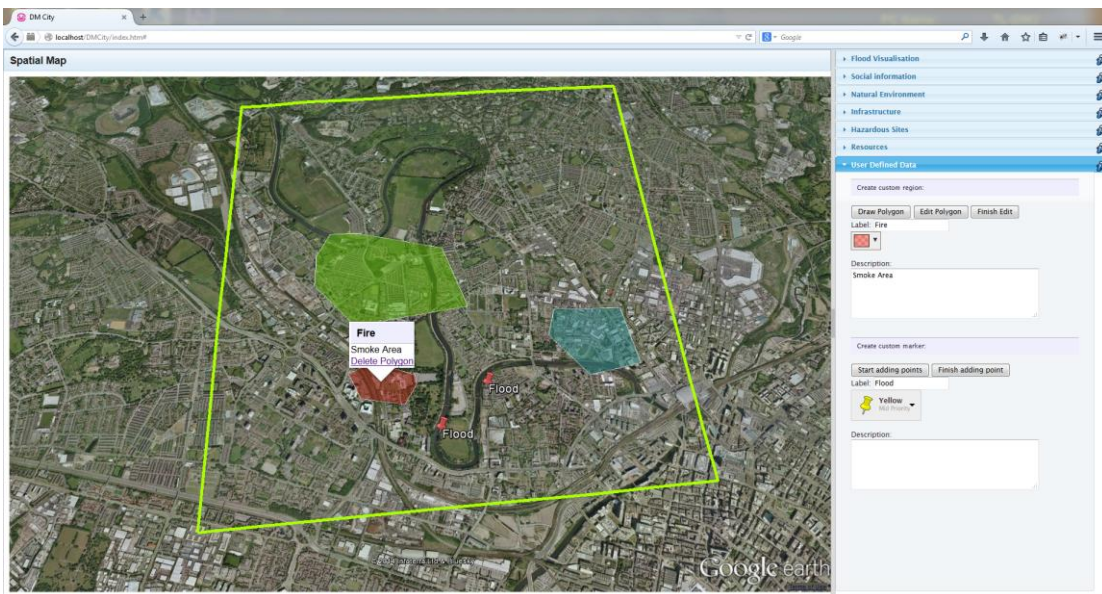 DM City
localhost/DMCity/index.htm#
Google
Spatial Map
Fire
Smoke Area
Delete Polygon
Flood
Flood
Google earth
Flood Visualisation
Social information
Natural Environment
Infrastructure
Hazardous Sites
Resources
User Defined Data
Create custom region:
Draw Polygon Edit Polygon Finish Edit
Label: Fire
Description:
Smoke Area
Create custom marker:
Start adding points Finish adding point
Label: Flood
Yellow
Mid Priority
Description: